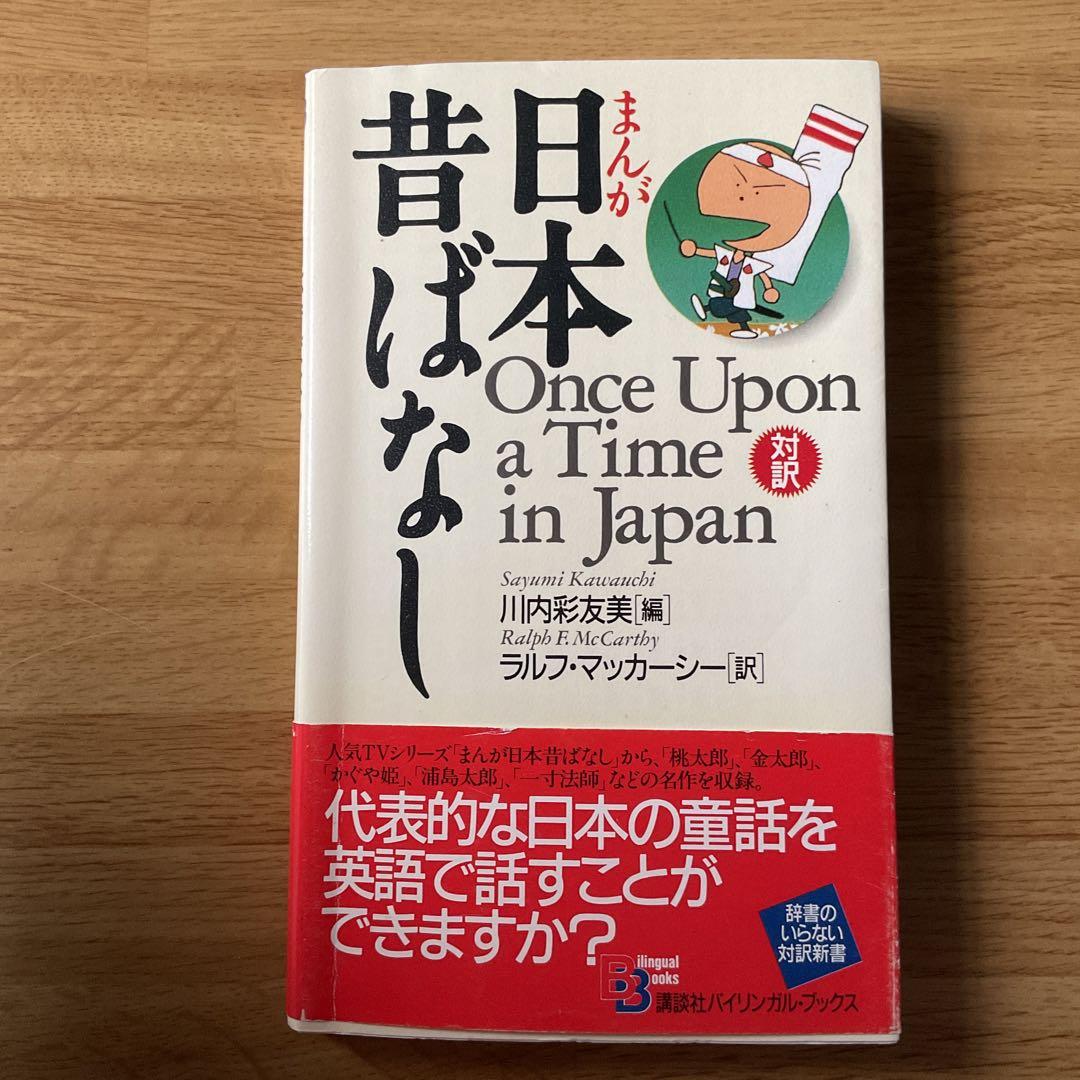 まんが
日本
昔ばなし
Once Upon
a Time
in Japan
対訳
Sayumi Kawauchi
川内彩友美[編]
Ralph F. McCarthy
ラルフ・マッカーシー[訳]
人気TVシリーズ「まんが日本昔ばなし」から、「桃太郎」、「金太郎」、
「かぐや姫」、「浦島太郎」、「一寸法師」などの名作を収録。
代表的な日本の童話を
英語で話すことが
できますか?
辞書の
いらない
対訳新書
Bilingual
Books
講談社バイリンガル・ブックス